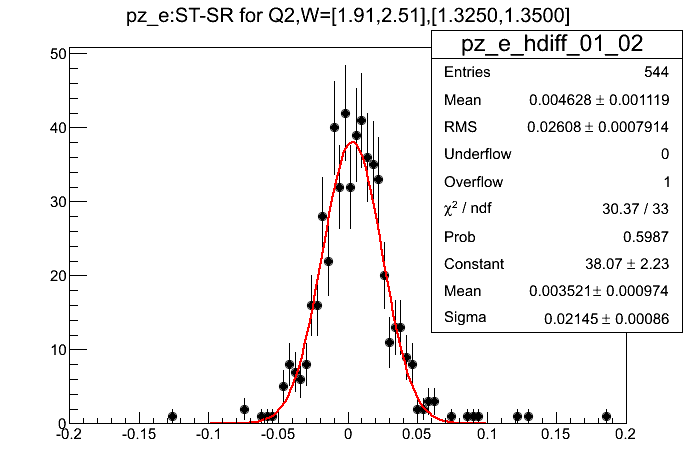 pz_e:ST-SR for Q2,W=[1.91,2.51],[1.3250,1.3500]
pz_e_hdiff_01_02
Entries 544
Mean 0.004628 ± 0.001119
RMS 0.02608 ± 0.0007914
Underflow 0
Overflow 1
χ² / ndf 30.37 / 33
Prob 0.5987
Constant 38.07 ± 2.23
Mean 0.003521 ± 0.000974
Sigma 0.02145 ± 0.00086
50
40
30
20
10
0
-0.2 -0.15 -0.1 -0.05 0 0.05 0.1 0.15 0.2